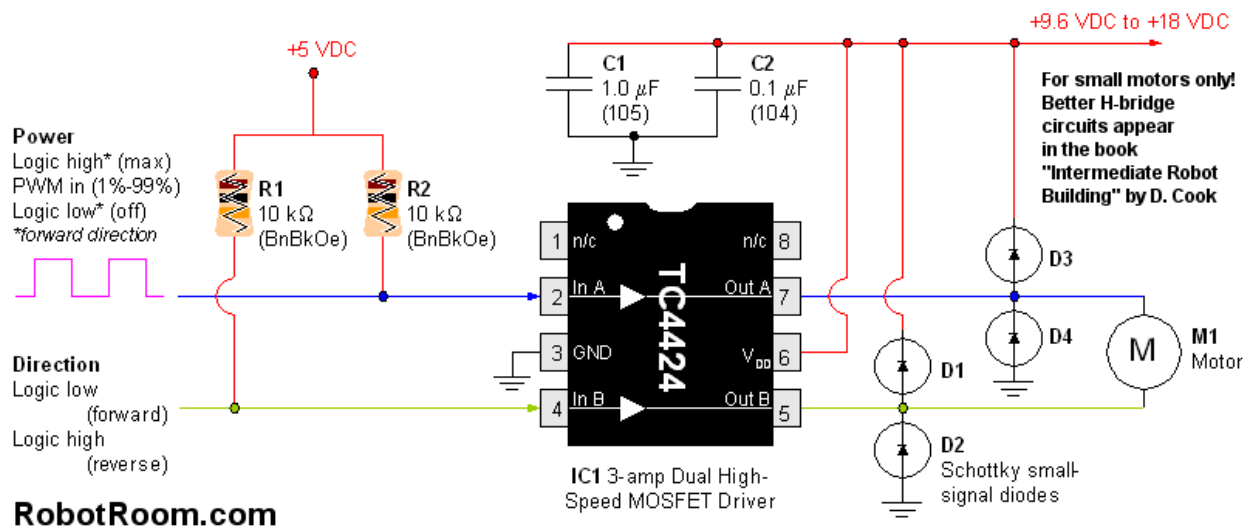 +5 VDC
+9.6 VDC to +18 VDC
C1
1.0 µF
(105)
C2
0.1 µF
(104)
For small motors only!
Better H-bridge
circuits appear
in the book
"Intermediate Robot
Building" by D. Cook
Power
Logic high* (max)
PWM in (1%-99%)
Logic low* (off)
*forward direction
R1
10 kΩ
(BnBkOe)
R2
10 kΩ
(BnBkOe)
1 n/c
n/c 8
2 In A
Out A 7
3 GND
VDD 6
4 In B
Out B 5
TC4424
D3
D4
D1
D2
Schottky small-
signal diodes
M
M1
Motor
Direction
Logic low
(forward)
Logic high
(reverse)
IC1 3-amp Dual High-
Speed MOSFET Driver
RobotRoom.com